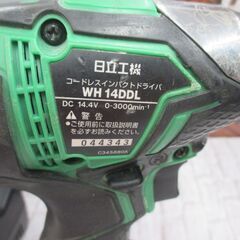 日立工機
コードレスインパクトドライバ
WH 14DDL
DC 14.4V 0-3000min⁻¹
⚠警告
ご使用前に
必ず取扱説明書を
お読みください。
044343